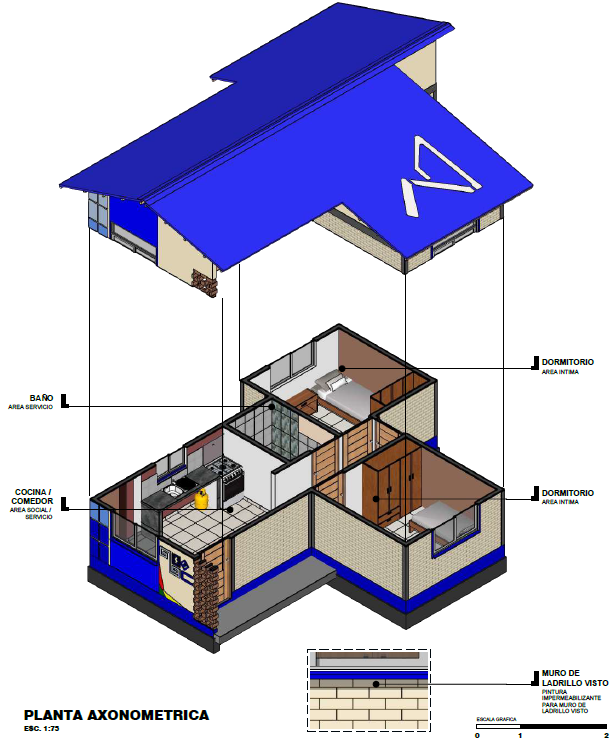 DORMITORIO
AREA INTIMA
BAÑO
AREA SERVICIO
COCINA /
COMEDOR
AREA SOCIAL /
SERVICIO
DORMITORIO
AREA INTIMA
MURO DE
LADRILLO VISTO
PINTURA
IMPERMEABILIZANTE
PARA MURO DE
LADRILLO VISTO
PLANTA AXONOMETRICA
ESC. 1:75
ESCALA GRAFICA
0 1 2